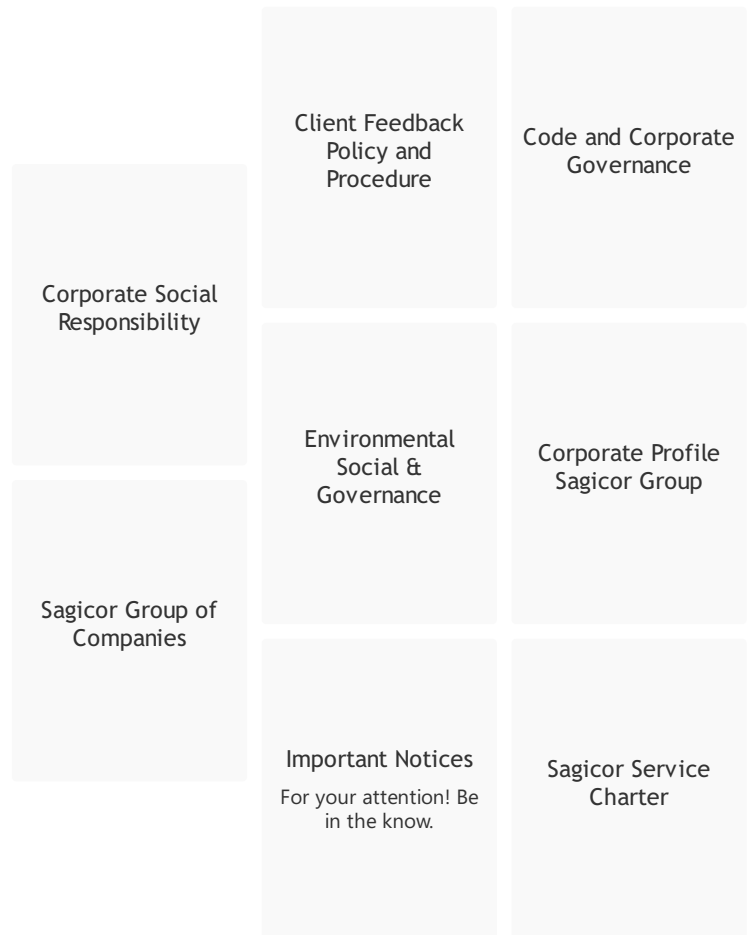 Client Feedback
Policy and
Procedure
Code and Corporate
Governance
Corporate Social
Responsibility
Environmental
Social &
Governance
Corporate Profile
Sagicor Group
Sagicor Group of
Companies
Important Notices
For your attention! Be
in the know.
Sagicor Service
Charter